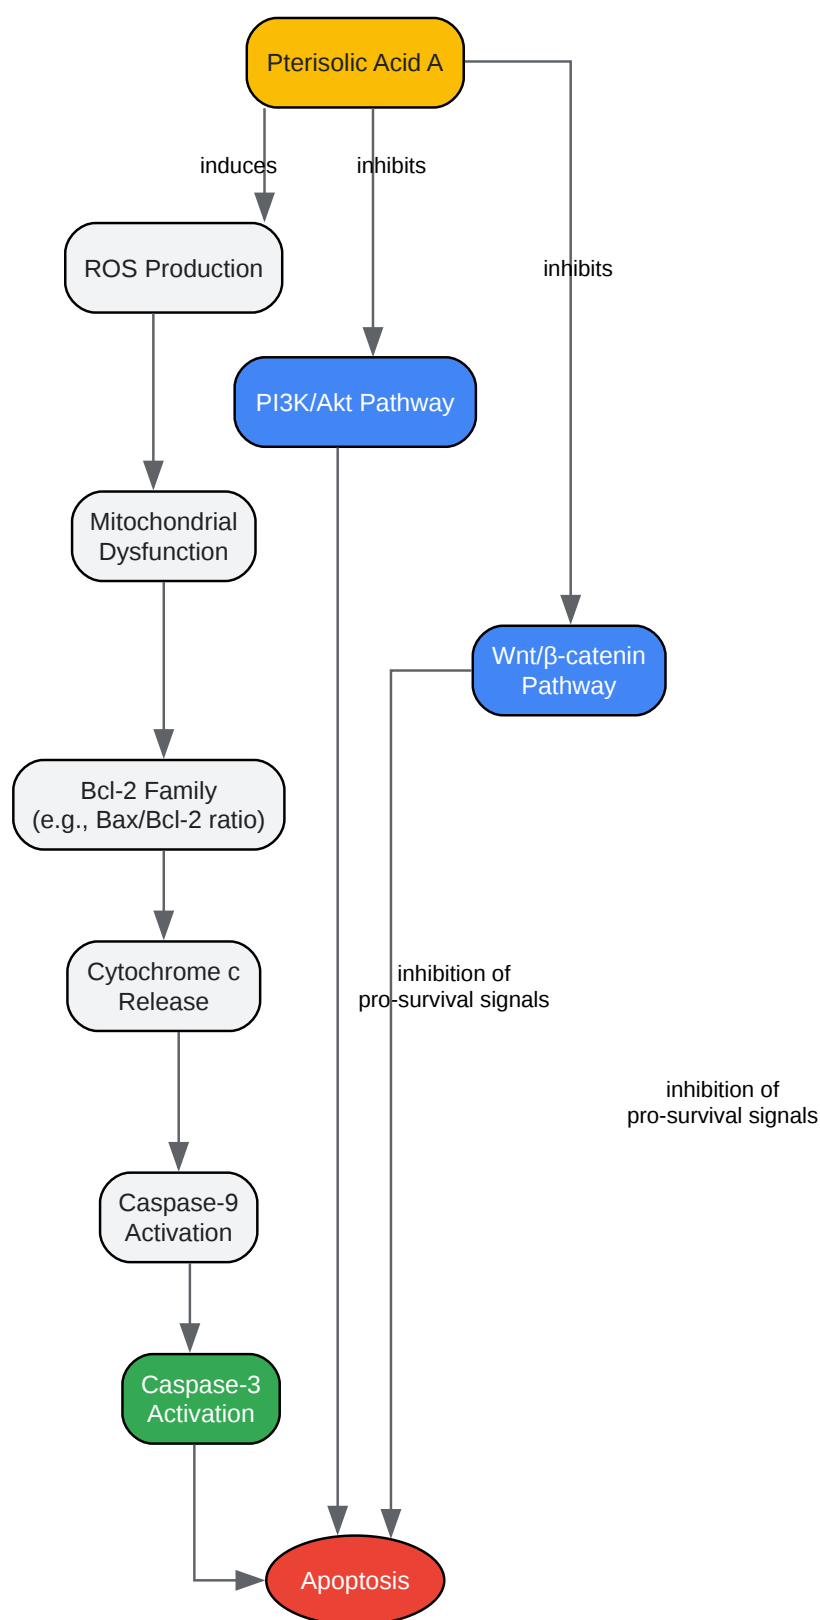 Pterisolic Acid A
induces
inhibits
ROS Production
inhibits
PI3K/Akt Pathway
Mitochondrial
Dysfunction
Wnt/β-catenin
Pathway
Bcl-2 Family
(e.g., Bax/Bcl-2 ratio)
Cytochrome c
Release
inhibition of
pro-survival signals
inhibition of
pro-survival signals
Caspase-9
Activation
Caspase-3
Activation
Apoptosis